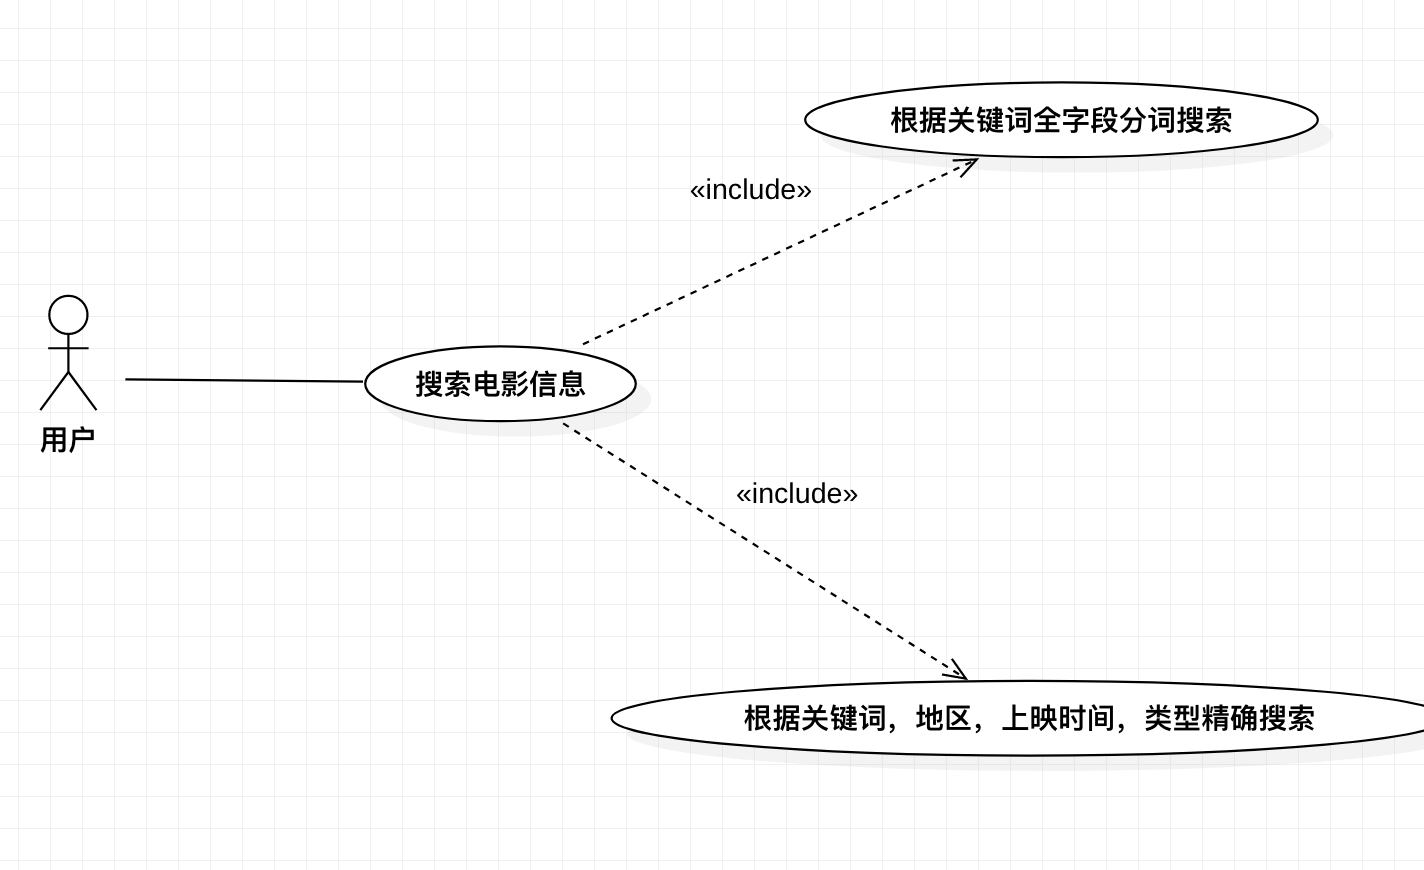 根据关键词全字段分词搜索
«include»
搜索电影信息
用户
«include»
根据关键词，地区，上映时间，类型精确搜索